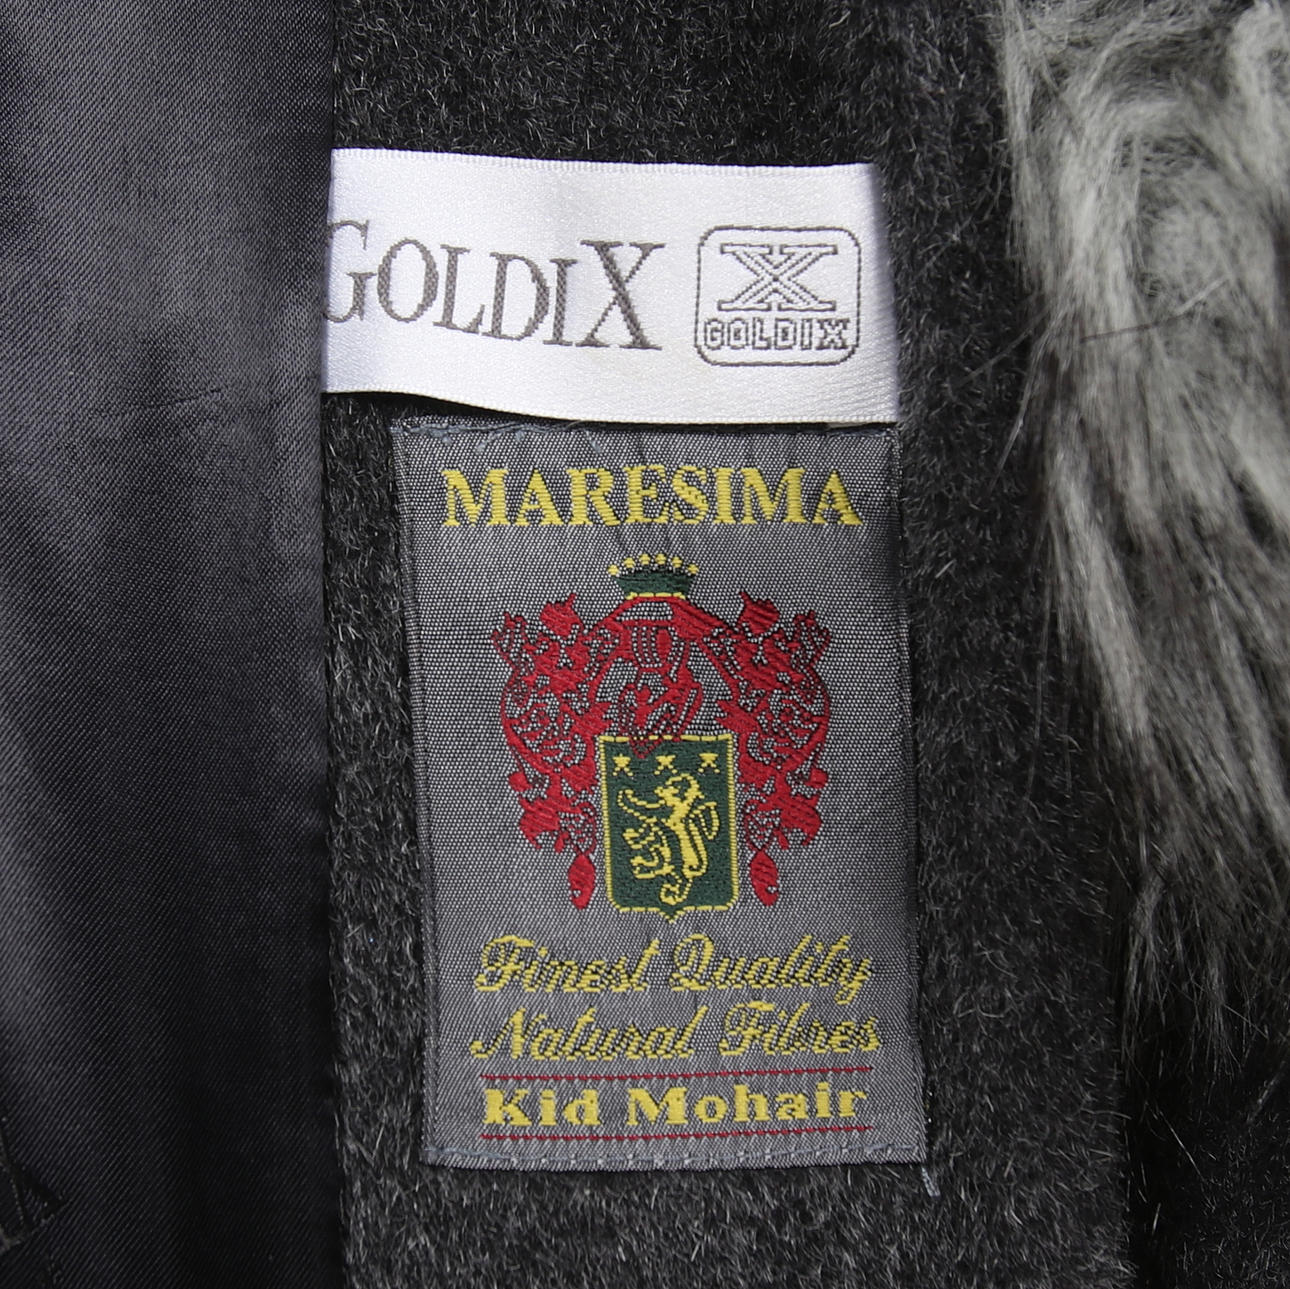 GOLDIX
X
GOLDIX
MARESIMA
Finest Quality
Natural Fibres
Kid Mohair